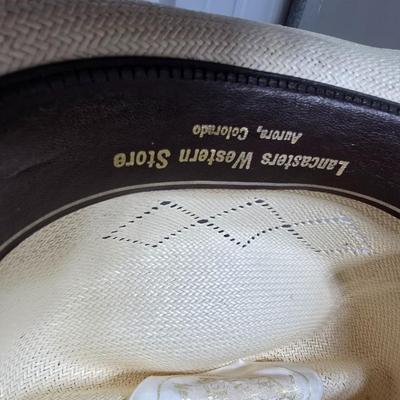 Lancasters Western Store
Aurora, Colorado